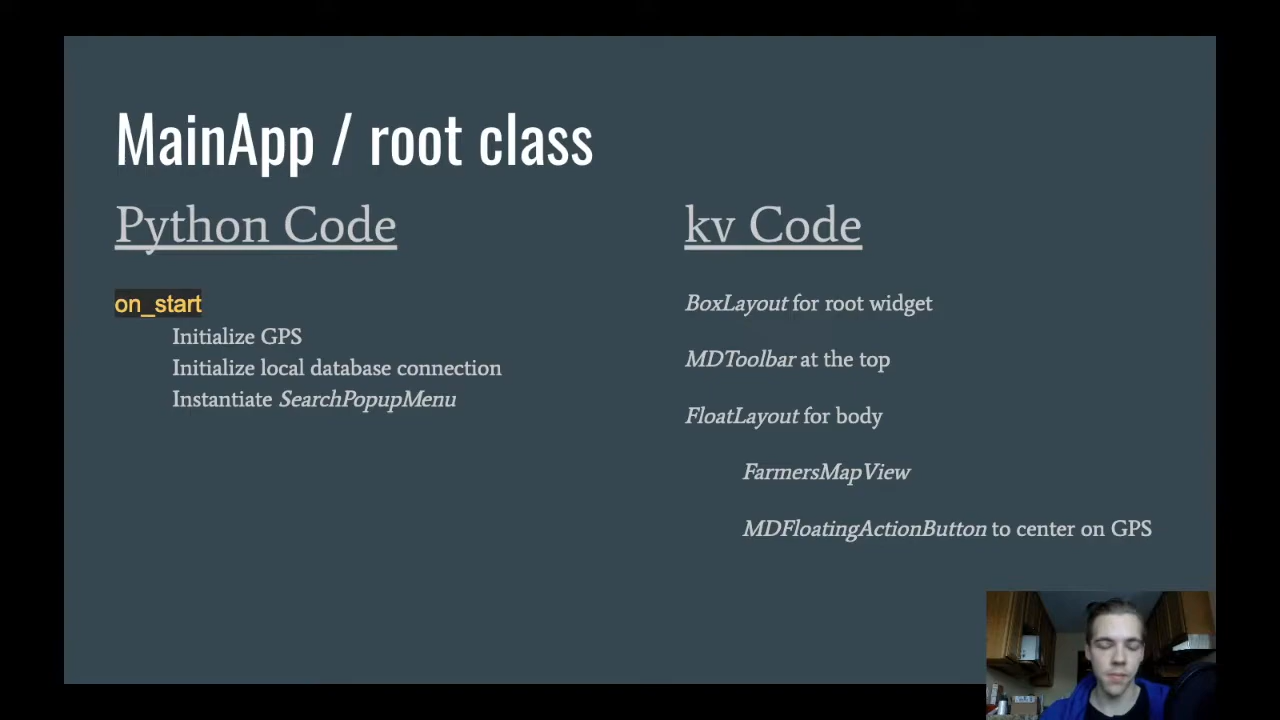 MainApp / root class
Python Code
on_start
Initialize GPS
Initialize local database connection
Instantiate SearchPopupMenu
kv Code
BoxLayout for root widget
MDToolbar at the top
FloatLayout for body
FarmersMapView
MDFloatingActionButton to center on GPS